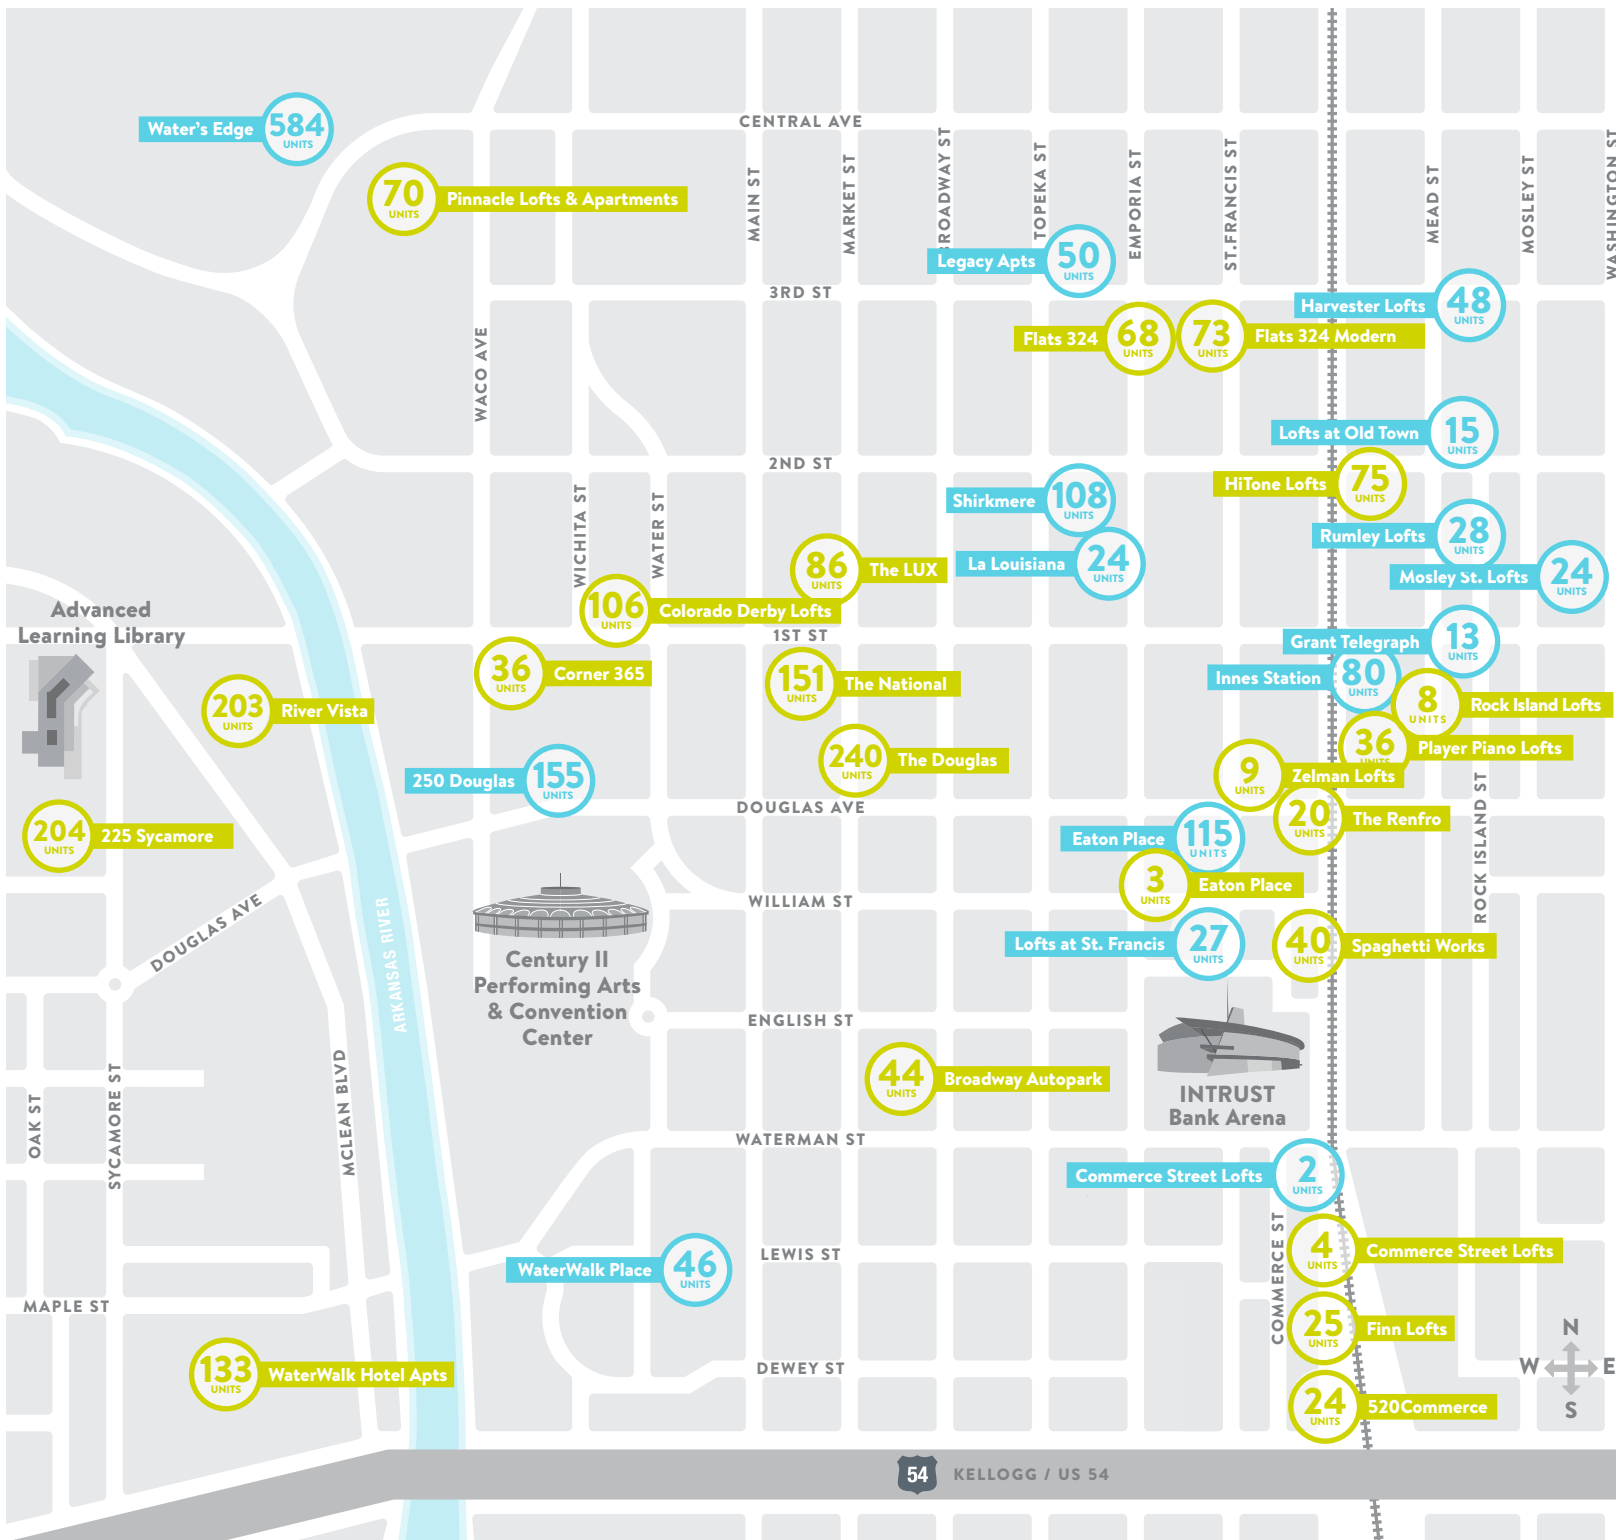 CENTRAL AVE
Water's Edge
584
UNITS
70
UNITS
Pinnacle Lofts & Apartments
MAIN ST
MARKET ST
TOPEKA ST
EMPORIA ST
ST.FRANCIS ST
MEAD ST
MOSLEY ST
WASHINGTON ST
Legacy Apts
50
UNITS
3RD ST
Harvester Lofts
48
UNITS
Flats 324
68
UNITS
73
UNITS
Flats 324 Modern
WACO AVE
Lofts at Old Town
15
UNITS
2ND ST
HiTone Lofts
75
UNITS
WICHITA ST
WATER ST
Shirkmere
108
UNITS
Rumley Lofts
28
UNITS
86
UNITS
The LUX
La Louisiana
24
UNITS
Mosley St. Lofts
24
UNITS
106
UNITS
Colorado Derby Lofts
Advanced
Learning Library
1ST ST
Grant Telegraph
13
UNITS
36
UNITS
Corner 365
151
UNITS
The National
Innes Station
80
UNITS
8
UNITS
Rock Island Lofts
203
UNITS
River Vista
36
UNITS
Player Piano Lofts
240
UNITS
The Douglas
250 Douglas
155
UNITS
9
UNITS
Zelman Lofts
DOUGLAS AVE
20
UNITS
The Renfro
204
UNITS
225 Sycamore
Eaton Place
115
UNITS
ROCK ISLAND ST
3
UNITS
Eaton Place
WILLIAM ST
DOUGLAS AVE
ARKANSAS RIVER
Century II
Performing Arts
& Convention
Center
Lofts at St. Francis
27
UNITS
40
UNITS
Spaghetti Works
ENGLISH ST
44
UNITS
Broadway Autopark
INTRUST
Bank Arena
OAK ST
SYCAMORE ST
MCLEAN BLVD
WATERMAN ST
Commerce Street Lofts
2
UNITS
COMMERCE ST
4
UNITS
Commerce Street Lofts
LEWIS ST
WaterWalk Place
46
UNITS
MAPLE ST
25
UNITS
Finn Lofts
133
UNITS
WaterWalk Hotel Apts
DEWEY ST
24
UNITS
520Commerce
N
W
E
S
54
KELLOGG / US 54